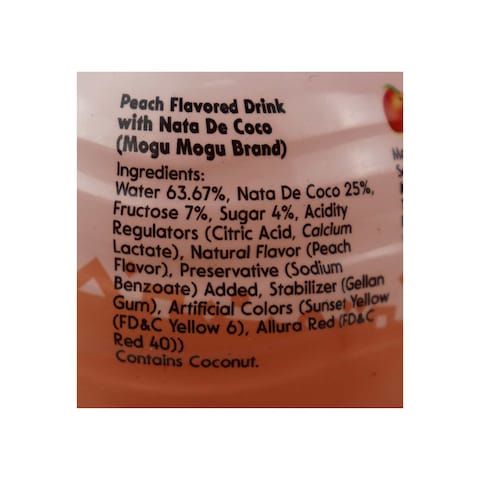 Peach Flavored Drink
with Nata De Coco
(Mogu Mogu Brand)
Ingredients:
Water 63.67%, Nata De Coco 25%,
Fructose 7%, Sugar 4%, Acidity
Regulators (Citric Acid, Calcium
Lactate), Natural Flavor (Peach
Flavor), Preservative (Sodium
Benzoate) Added, Stabilizer (Gellan
Gum), Artificial Colors (Sunset Yellow
(FD&C Yellow 6), Allura Red (FD&C
Red 40))
Contains Coconut.